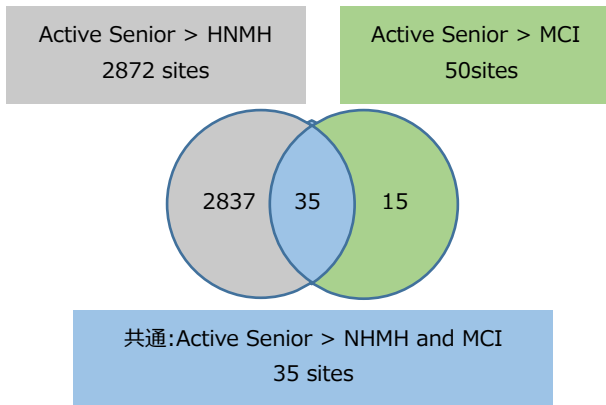 Active Senior > HNMH
2872 sites
Active Senior > MCI
50sites
2837
35
15
共通:Active Senior > NHMH and MCI
35 sites